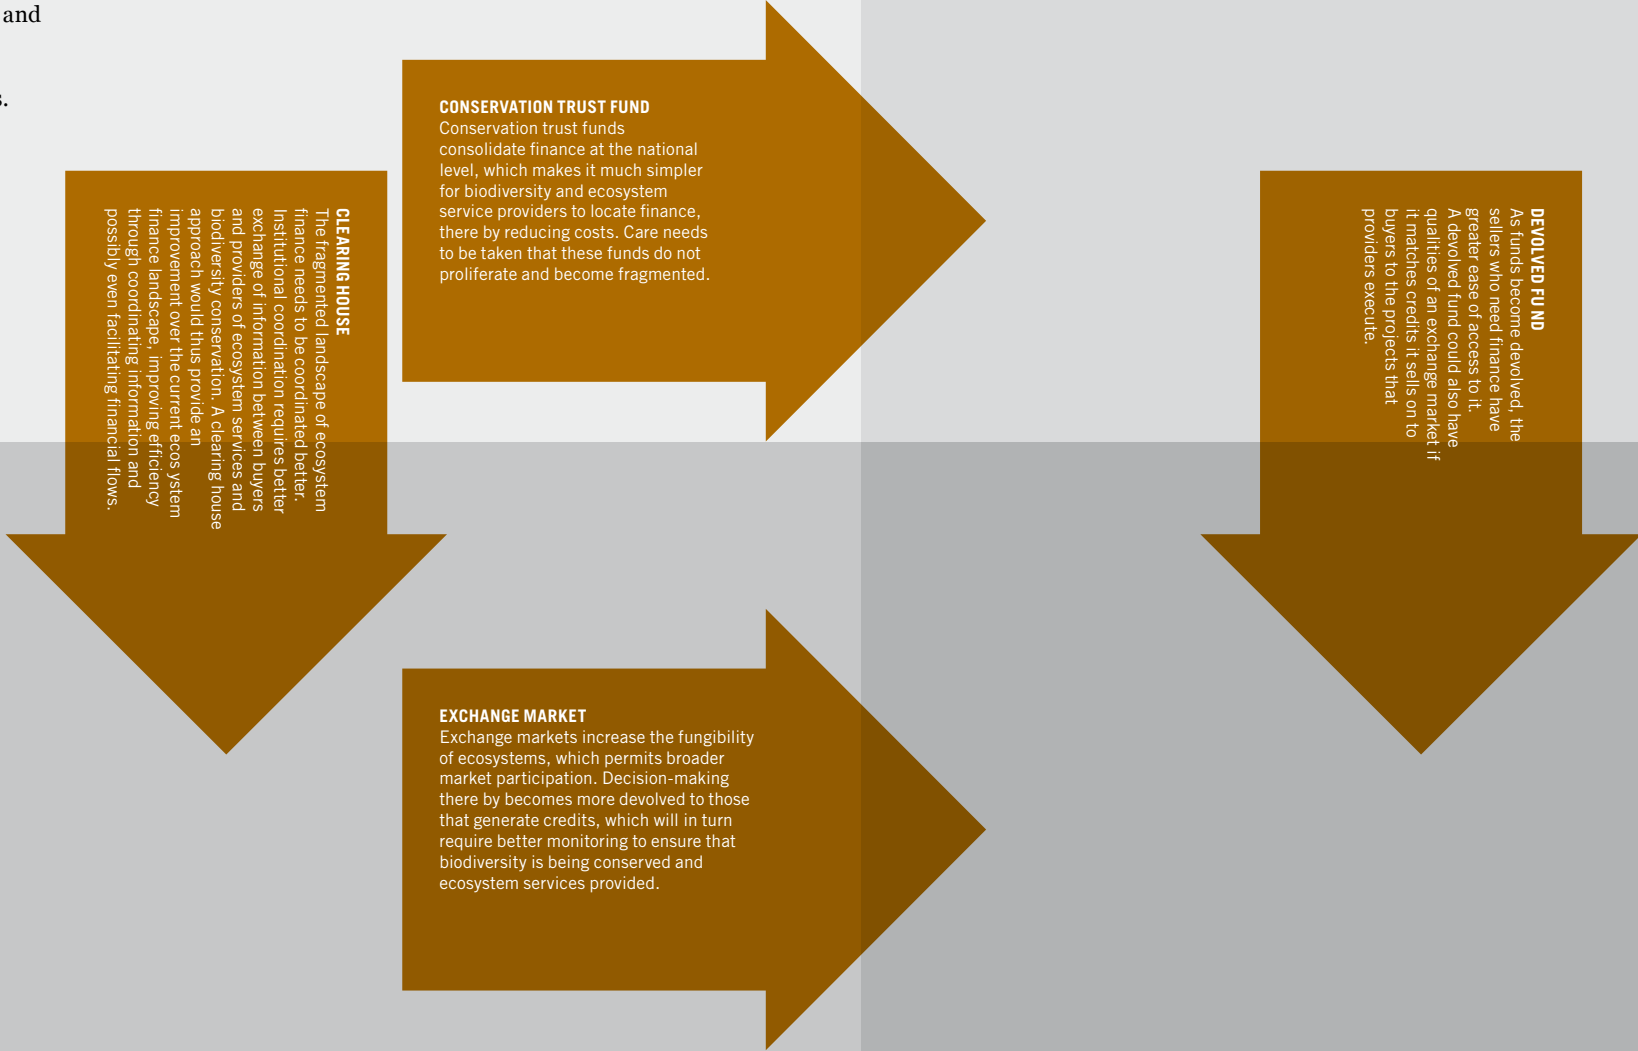 and
s.
CONSERVATION TRUST FUND
Conservation trust funds
consolidate finance at the national
level, which makes it much simpler
for biodiversity and ecosystem
service providers to locate finance,
there by reducing costs. Care needs
to be taken that these funds do not
proliferate and become fragmented.
CLEARING HOUSE
The fragmented landscape of ecosystem
finance needs to be coordinated better.
Institutional coordination requires better
exchange of information between buyers
and providers of ecosystem services and
biodiversity conservation. A clearing house
approach would thus provide an
improvement over the current ecos ystem
finance landscape, improving efficiency
through coordinating information and
possibly even facilitating financial flows.
DEVOLVED FUND
As funds become devolved, the
sellers who need finance have
greater ease of access to it.
A devolved fund could also have
qualities of an exchange market if
it matches credits it sells on to
buyers to the projects that
providers execute.
EXCHANGE MARKET
Exchange markets increase the fungibility
of ecosystems, which permits broader
market participation. Decision-making
there by becomes more devolved to those
that generate credits, which will in turn
require better monitoring to ensure that
biodiversity is being conserved and
ecosystem services provided.